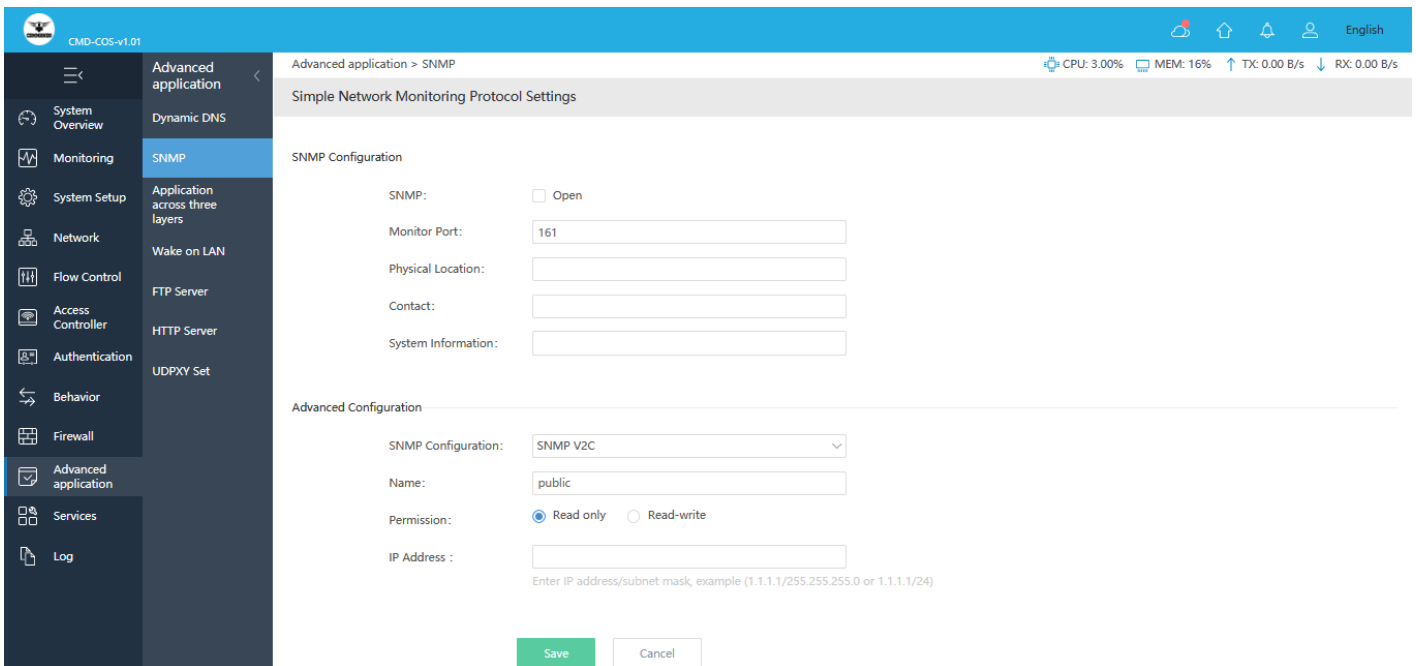 CMD-COS-v1.01
English
System Overview
Monitoring
System Setup
Network
Flow Control
Access Controller
Authentication
Behavior
Firewall
Advanced application
Services
Log
Advanced application
Dynamic DNS
SNMP
Application across three layers
Wake on LAN
FTP Server
HTTP Server
UDPXY Set
Advanced application > SNMP
CPU: 3.00% MEM: 16% TX: 0.00 B/s RX: 0.00 B/s
Simple Network Monitoring Protocol Settings
SNMP Configuration
SNMP: Open
Monitor Port: 161
Physical Location:
Contact:
System Information:
Advanced Configuration
SNMP Configuration: SNMP V2C
Name: public
Permission: Read only Read-write
IP Address :
Enter IP address/subnet mask, example (1.1.1.1/255.255.255.0 or 1.1.1.1/24)
Save Cancel